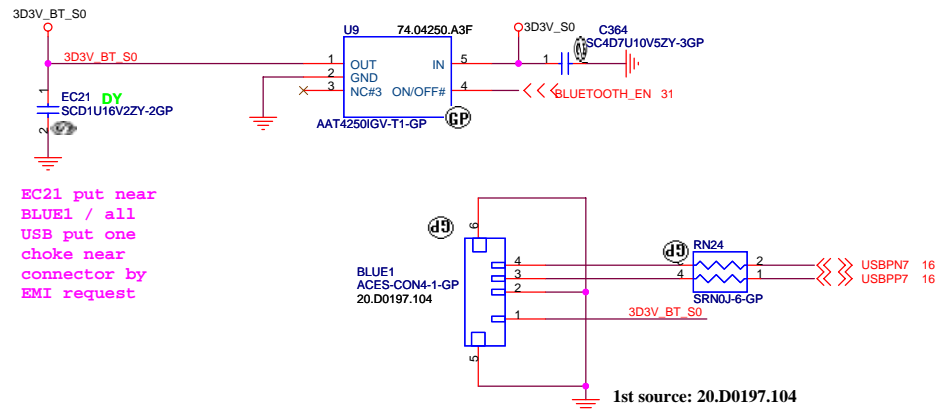 3D3V_BT_S0
3D3V_BT_S0
U9 74.04250.A3F
1 OUT IN 5
2 GND
3 NC#3 ON/OFF# 4
AAT4250IGV-T1-GP
GP
3D3V_S0
C364
1
SC4D7U10V5ZY-3GP
BLUETOOTH_EN 31
1
EC21 DY
SCD1U16V2ZY-2GP
2
EC21 put near
BLUE1 / all
USB put one
choke near
connector by
EMI request
GP
6
BLUE1
ACES-CON4-1-GP
20.D0197.104
4
3
2
1
5
3D3V_BT_S0
GP
RN24
2
4 1
SRN0J-6-GP
USBPN7 16
USBPP7 16
1st source: 20.D0197.104